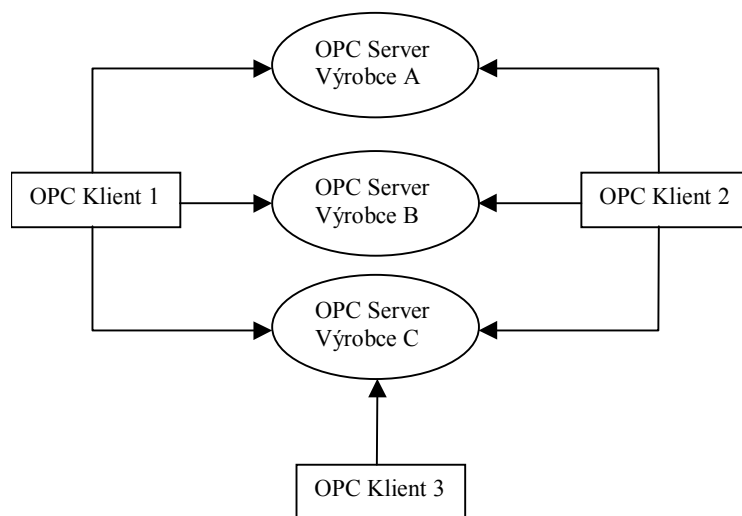 OPC Server
Výrobce A
OPC Klient 1
OPC Server
Výrobce B
OPC Klient 2
OPC Server
Výrobce C
OPC Klient 3